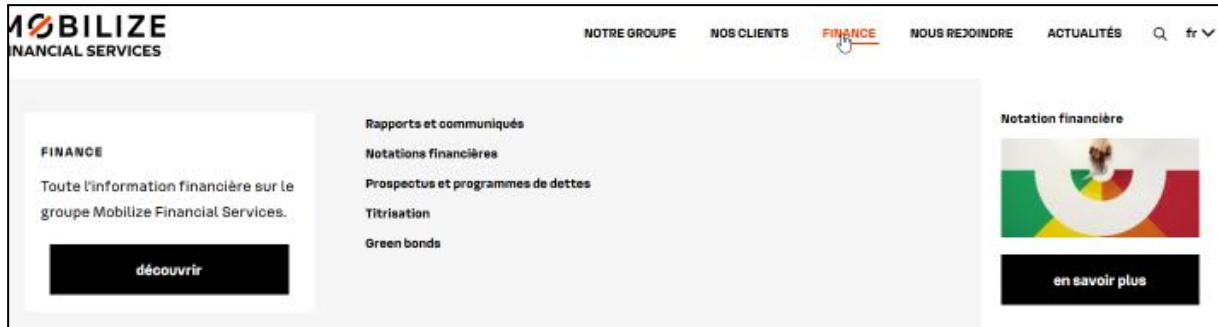 MOBILIZE
FINANCIAL SERVICES
NOTRE GROUPE NOS CLIENTS FINANCE NOUS REJOINDRE ACTUALITÉS fr
FINANCE
Toute l'information financière sur le
groupe Mobilize Financial Services.
découvrir
Rapports et communiqués
Notations financières
Prospectus et programmes de dettes
Titrisation
Green bonds
Notation financière
en savoir plus